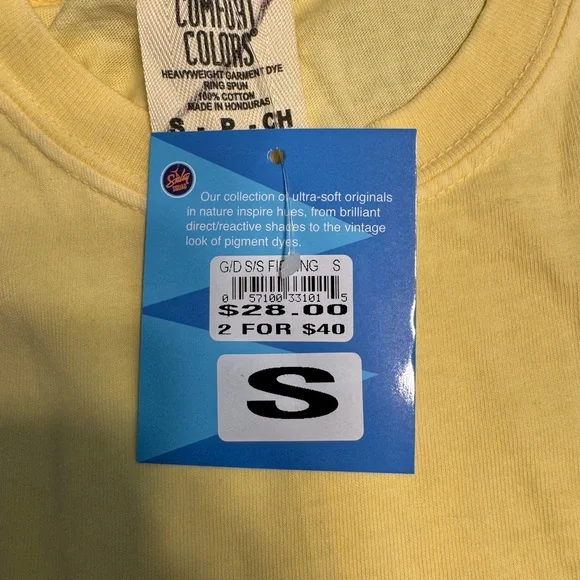 COMFORT
COLORS®
HEAVYWEIGHT GARMENT DYE
RING SPUN
100% COTTON
MADE IN HONDURAS
S - P - CH
Our collection of ultra-soft originals
in nature inspire hues, from brilliant
direct/reactive shades to the vintage
look of pigment dyes.
G/D S/S S
0 57100 33101 5
$28.00
2 FOR $40
S